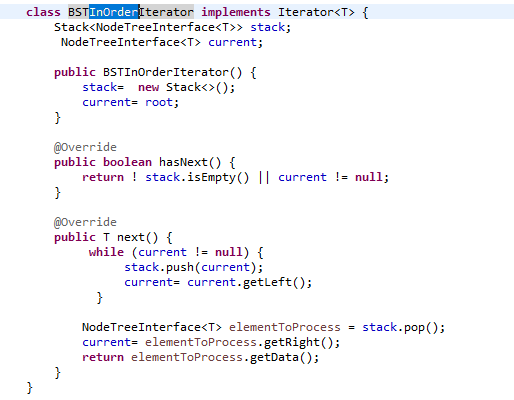 class BSTInOrderIterator implements Iterator<T> {
Stack<NodeTreeInterface<T>> stack;
NodeTreeInterface<T> current;
public BSTInOrderIterator() {
stack=  new Stack<>();
current= root;
}
@Override
public boolean hasNext() {
return ! stack.isEmpty() || current != null;
}
@Override
public T next() {
while (current != null) {
stack.push(current);
current= current.getLeft();
}
NodeTreeInterface<T> elementToProcess = stack.pop();
current= elementToProcess.getRight();
return elementToProcess.getData();
}
}